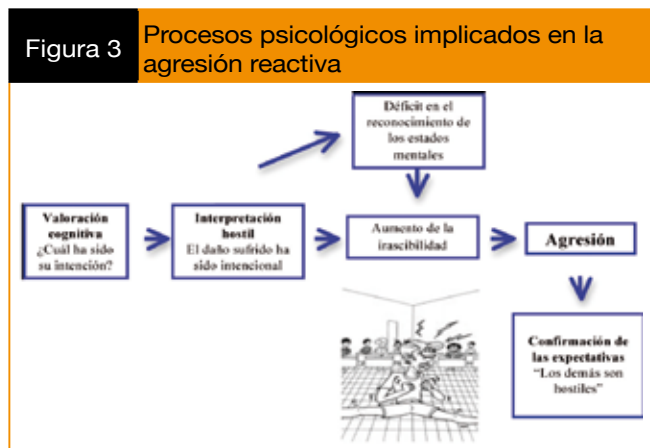 Figura 3
Procesos psicológicos implicados en la
agresión reactiva
Déficit en el
reconocimiento de
los estados
mentales
Valoración
cognitiva
¿Cuál ha sido
su intención?
Interpretación
hostil
El daño sufrido ha
sido intencional
Aumento de la
irascibilidad
Agresión
Confirmación de
las expectativas
“Los demás son
hostiles”